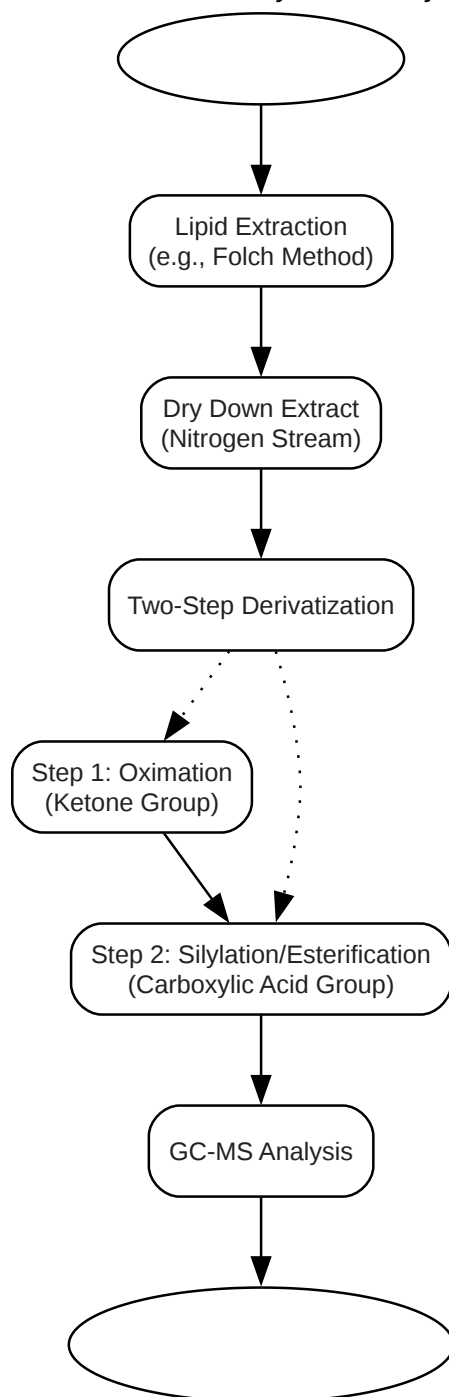 Lipid Extraction
(e.g., Folch Method)
Dry Down Extract
(Nitrogen Stream)
Two-Step Derivatization
Step 1: Oximation
(Ketone Group)
Step 2: Silylation/Esterification
(Carboxylic Acid Group)
GC-MS Analysis